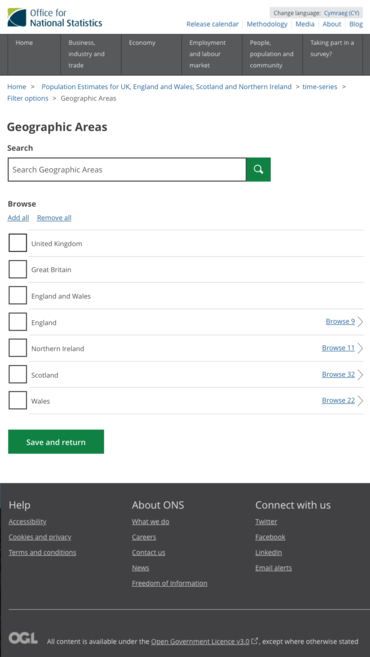 Office for
National Statistics
Change language: Cymraeg (CY)
Release calendar | Methodology | Media | About | Blog
Home
Business, industry and trade
Economy
Employment and labour market
People, population and community
Taking part in a survey?
Home > Population Estimates for UK, England and Wales, Scotland and Northern Ireland > time-series >
Filter options > Geographic Areas
Geographic Areas
Search
Search Geographic Areas
Browse
Add all Remove all
United Kingdom
Great Britain
England and Wales
England Browse 9
Northern Ireland Browse 11
Scotland Browse 32
Wales Browse 22
Save and return
Help
Accessibility
Cookies and privacy
Terms and conditions
About ONS
What we do
Careers
Contact us
News
Freedom of Information
Connect with us
Twitter
Facebook
LinkedIn
Email alerts
OGL
All content is available under the Open Government Licence v3.0, except where otherwise stated